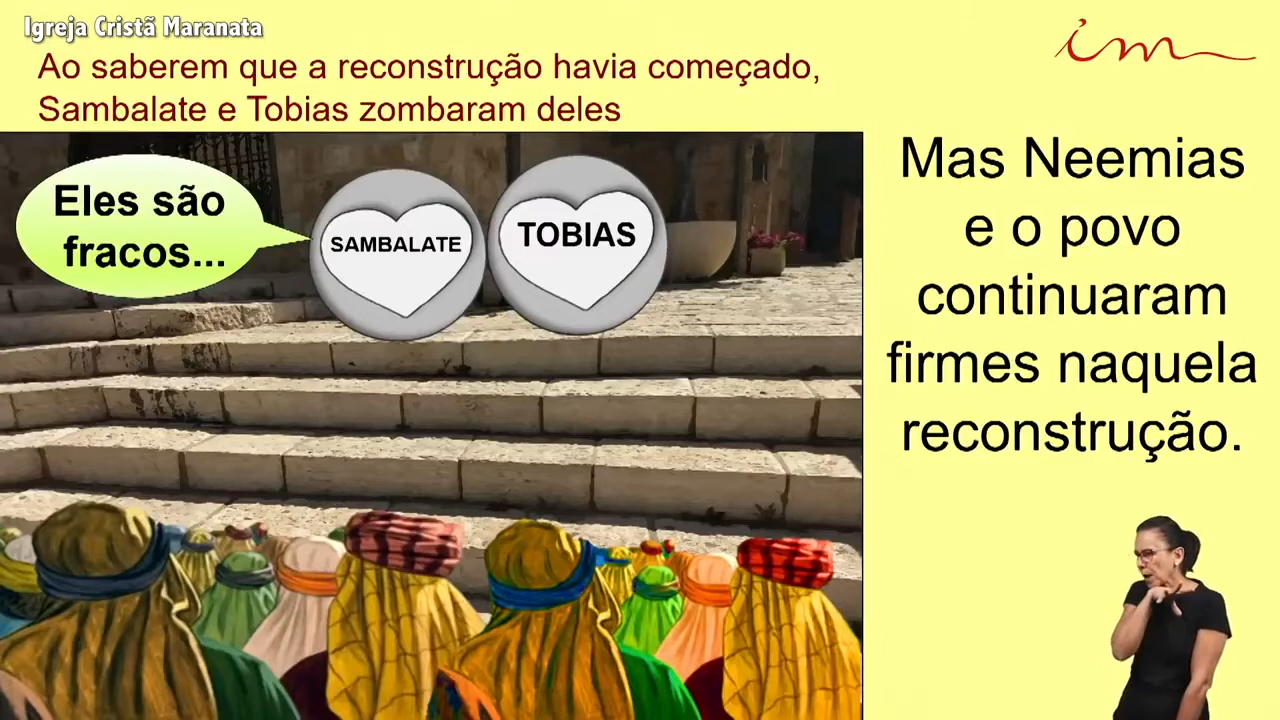 Igreja Cristã Maranata
im
Ao saberem que a reconstrução havia começado,
Sambalate e Tobias zombaram deles
Eles são
fracos...
SAMBALATE
TOBIAS
Mas Neemias
e o povo
continuaram
firmes naquela
reconstrução.